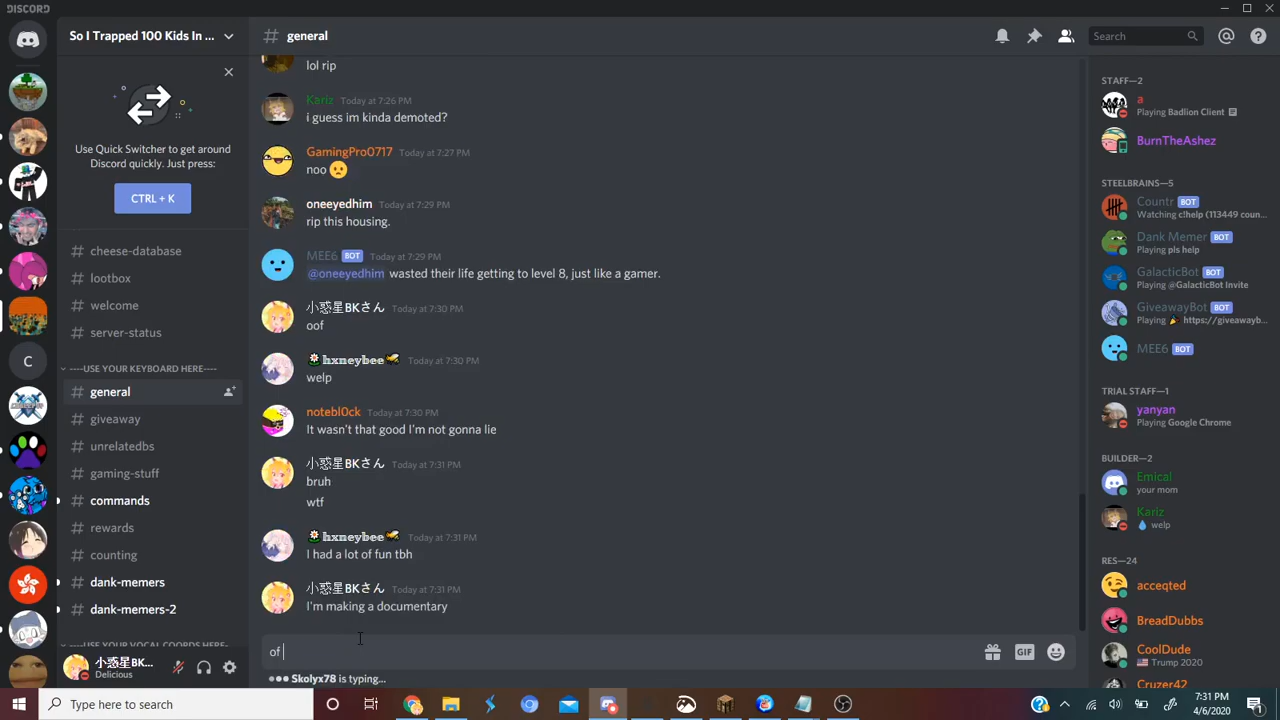 DISCORD
So I Trapped 100 Kids In ...
# general
Search
Use Quick Switcher to get around
Discord quickly. Just press:
CTRL + K
# cheese-database
# lootbox
# welcome
# server-status
----USE YOUR KEYBOARD HERE----
# general
# giveaway
# unrelatedbs
# gaming-stuff
# commands
# rewards
# counting
# dank-memers
# dank-memers-2
----USE YOUR VOCAL COORDS HERE----
C
小惑星BK...
Delicious
lol rip
Kariz Today at 7:26 PM
i guess im kinda demoted?
GamingPro0717 Today at 7:27 PM
noo
oneeyedhim Today at 7:29 PM
rip this housing.
MEE6 BOT Today at 7:29 PM
@oneeyedhim wasted their life getting to level 8, just like a gamer.
小惑星BKさん Today at 7:30 PM
oof
𝕙𝕩𝕟𝕖𝕪𝕓𝕖𝕖 Today at 7:30 PM
welp
notebl0ck Today at 7:30 PM
It wasn't that good I'm not gonna lie
小惑星BKさん Today at 7:31 PM
bruh
wtf
𝕙𝕩𝕟𝕖𝕪𝕓𝕖𝕖 Today at 7:31 PM
I had a lot of fun tbh
小惑星BKさん Today at 7:31 PM
I'm making a documentary
of
GIF
Skolyx78 is typing...
STAFF—2
a
Playing Badlion Client
BurnTheAshez
STEELBRAINS—5
Countr BOT
Watching c!help (113449 coun...
Dank Memer BOT
Playing pls help
GalacticBot BOT
Playing @GalacticBot Invite
GiveawayBot BOT
Playing 🎉 https://giveawayb...
MEE6 BOT
TRIAL STAFF—1
yanyan
Playing Google Chrome
BUILDER—2
Emical
your mom
Kariz
💧 welp
RES—24
acceqted
BreadDubbs
CoolDude
🇺🇸 Trump 2020
Cruzer42
Type here to search
7:31 PM
4/6/2020